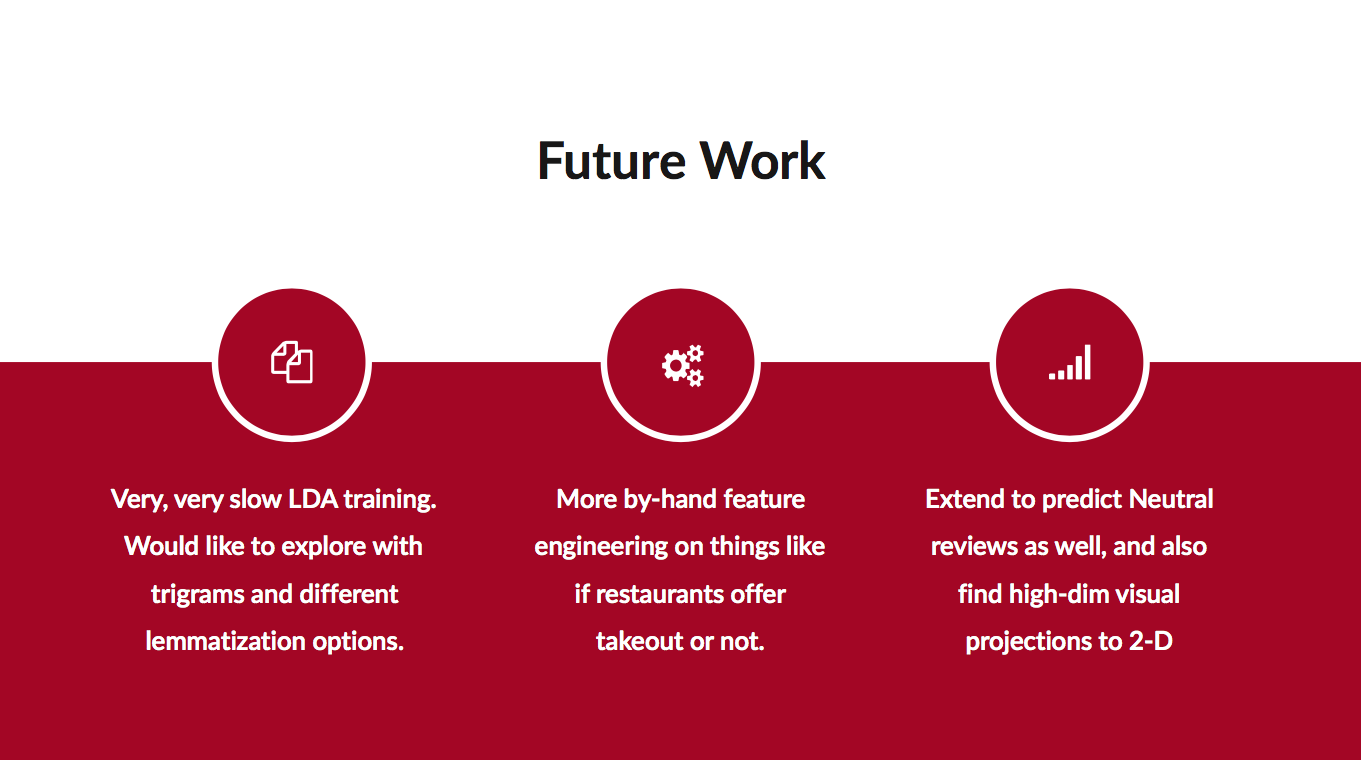 Future Work
Very, very slow LDA training.
Would like to explore with
trigrams and different
lemmatization options.
More by-hand feature
engineering on things like
if restaurants offer
takeout or not.
Extend to predict Neutral
reviews as well, and also
find high-dim visual
projections to 2-D